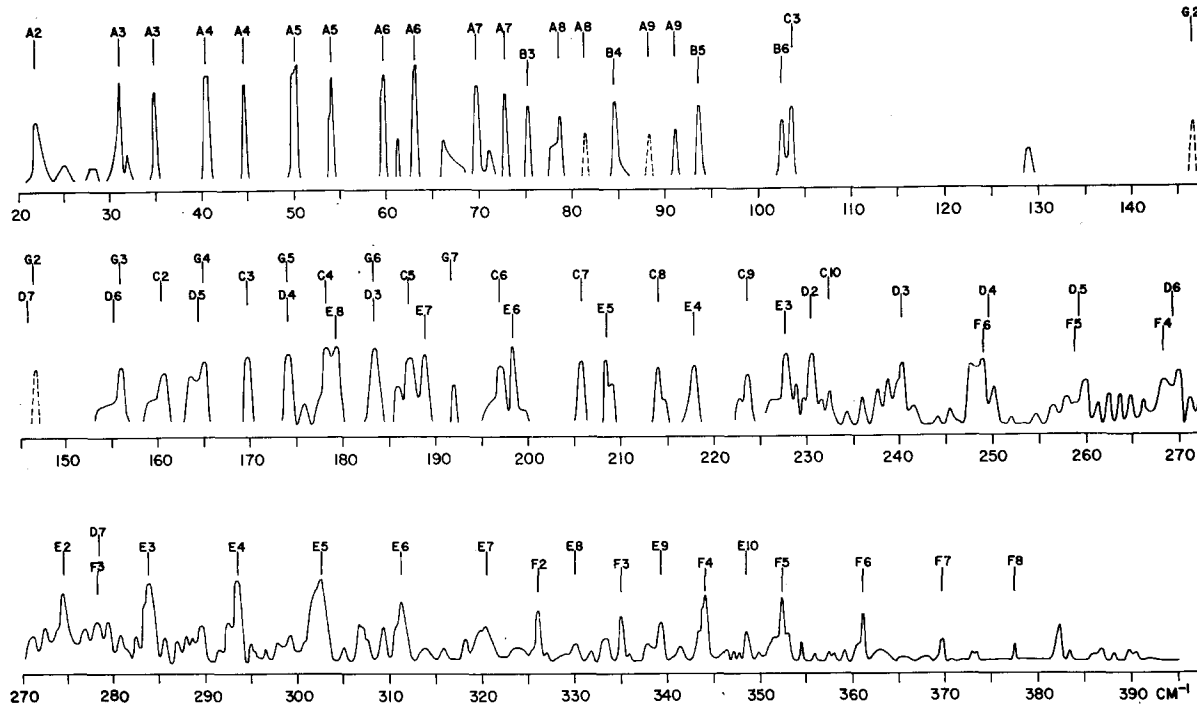 C3 G2
A2 A3 A3 A4 A4 A5 A5 A6 A6 A7 A7 A8 A8 A9 A9
B3 B4 B5 B6
20 30 40 50 60 70 80 90 100 110 120 130 140
G2 G3 C2 G4 C3 G5 C4 G6 C5 G7 C6 C7 C8 C9 C10
D7 D6 D5 D4 D3 D2 D3 D4 D5 D6
E8 E7 E6 E5 E4 E3 F6 F5 F4
150 160 170 180 190 200 210 220 230 240 250 260 270
D7
E2 F3 E3 E4 E5 E6 E7 F2 E8 F3 E9 F4 E10 F5 F6 F7 F8
270 280 290 300 310 320 330 340 350 360 370 380 390 CM⁻¹